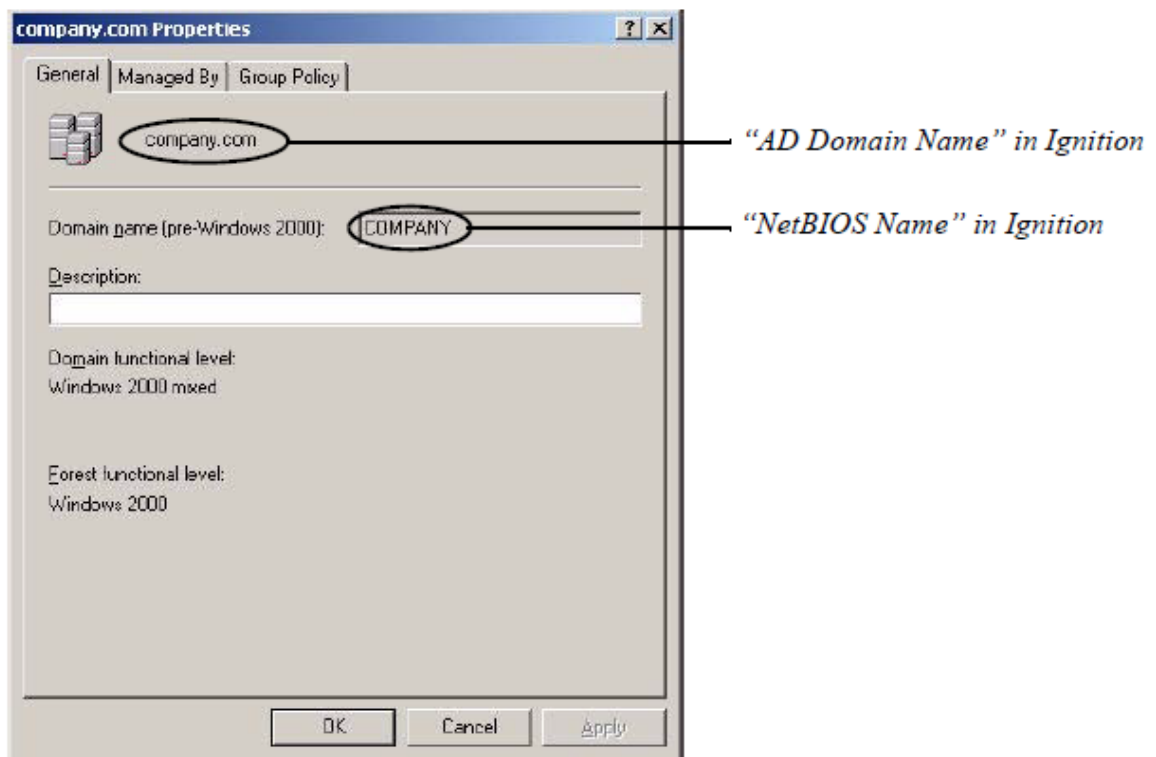 company.com Properties
General
Managed By
Group Policy
company.com
"AD Domain Name" in Ignition
Domain name (pre-Windows 2000):
COMPANY
"NetBIOS Name" in Ignition
Description:
Domain functional level:
Windows 2000 mixed
Forest functional level:
Windows 2000
OK
Cancel
Apply